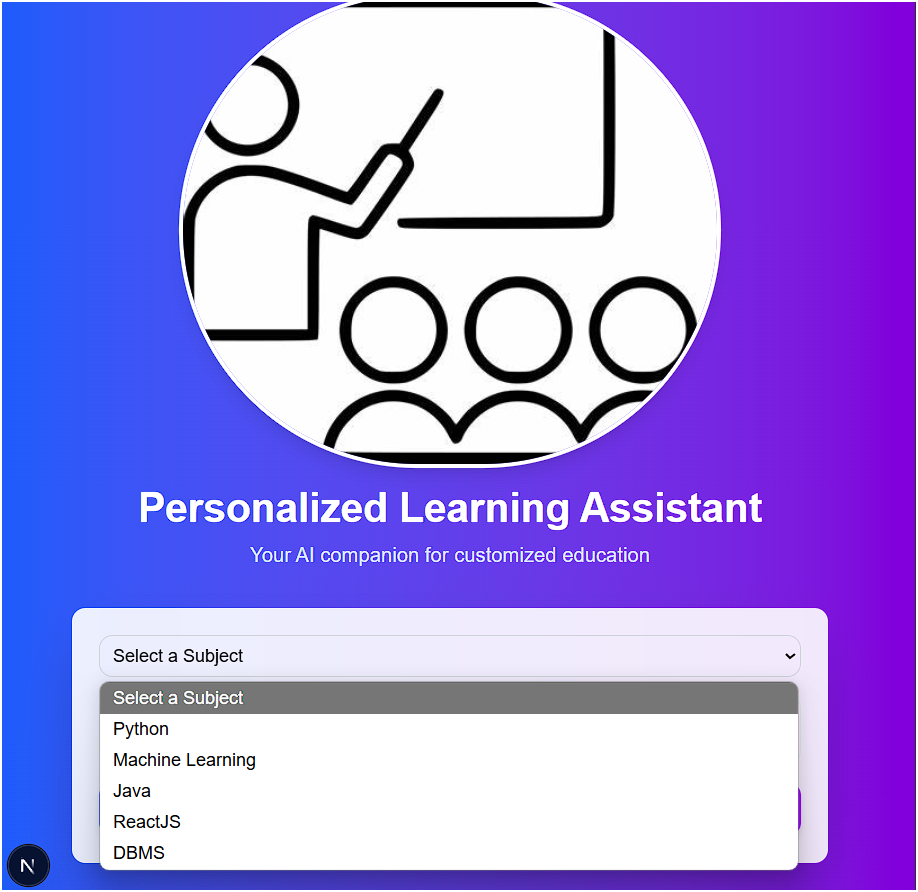 Personalized Learning Assistant
Your AI companion for customized education
Select a Subject
Select a Subject
Python
Machine Learning
Java
ReactJS
DBMS
N